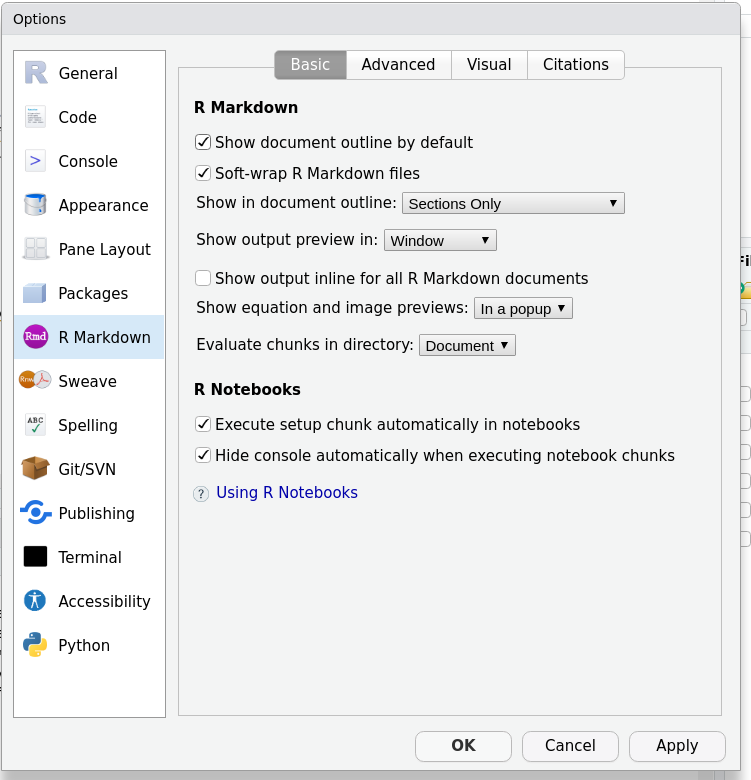 Options
General
Code
Console
Appearance
Pane Layout
Packages
R Markdown
Sweave
Spelling
Git/SVN
Publishing
Terminal
Accessibility
Python
Basic Advanced Visual Citations
R Markdown
Show document outline by default
Soft-wrap R Markdown files
Show in document outline: Sections Only
Show output preview in: Window
Show output inline for all R Markdown documents
Show equation and image previews: In a popup
Evaluate chunks in directory: Document
R Notebooks
Execute setup chunk automatically in notebooks
Hide console automatically when executing notebook chunks
? Using R Notebooks
OK Cancel Apply